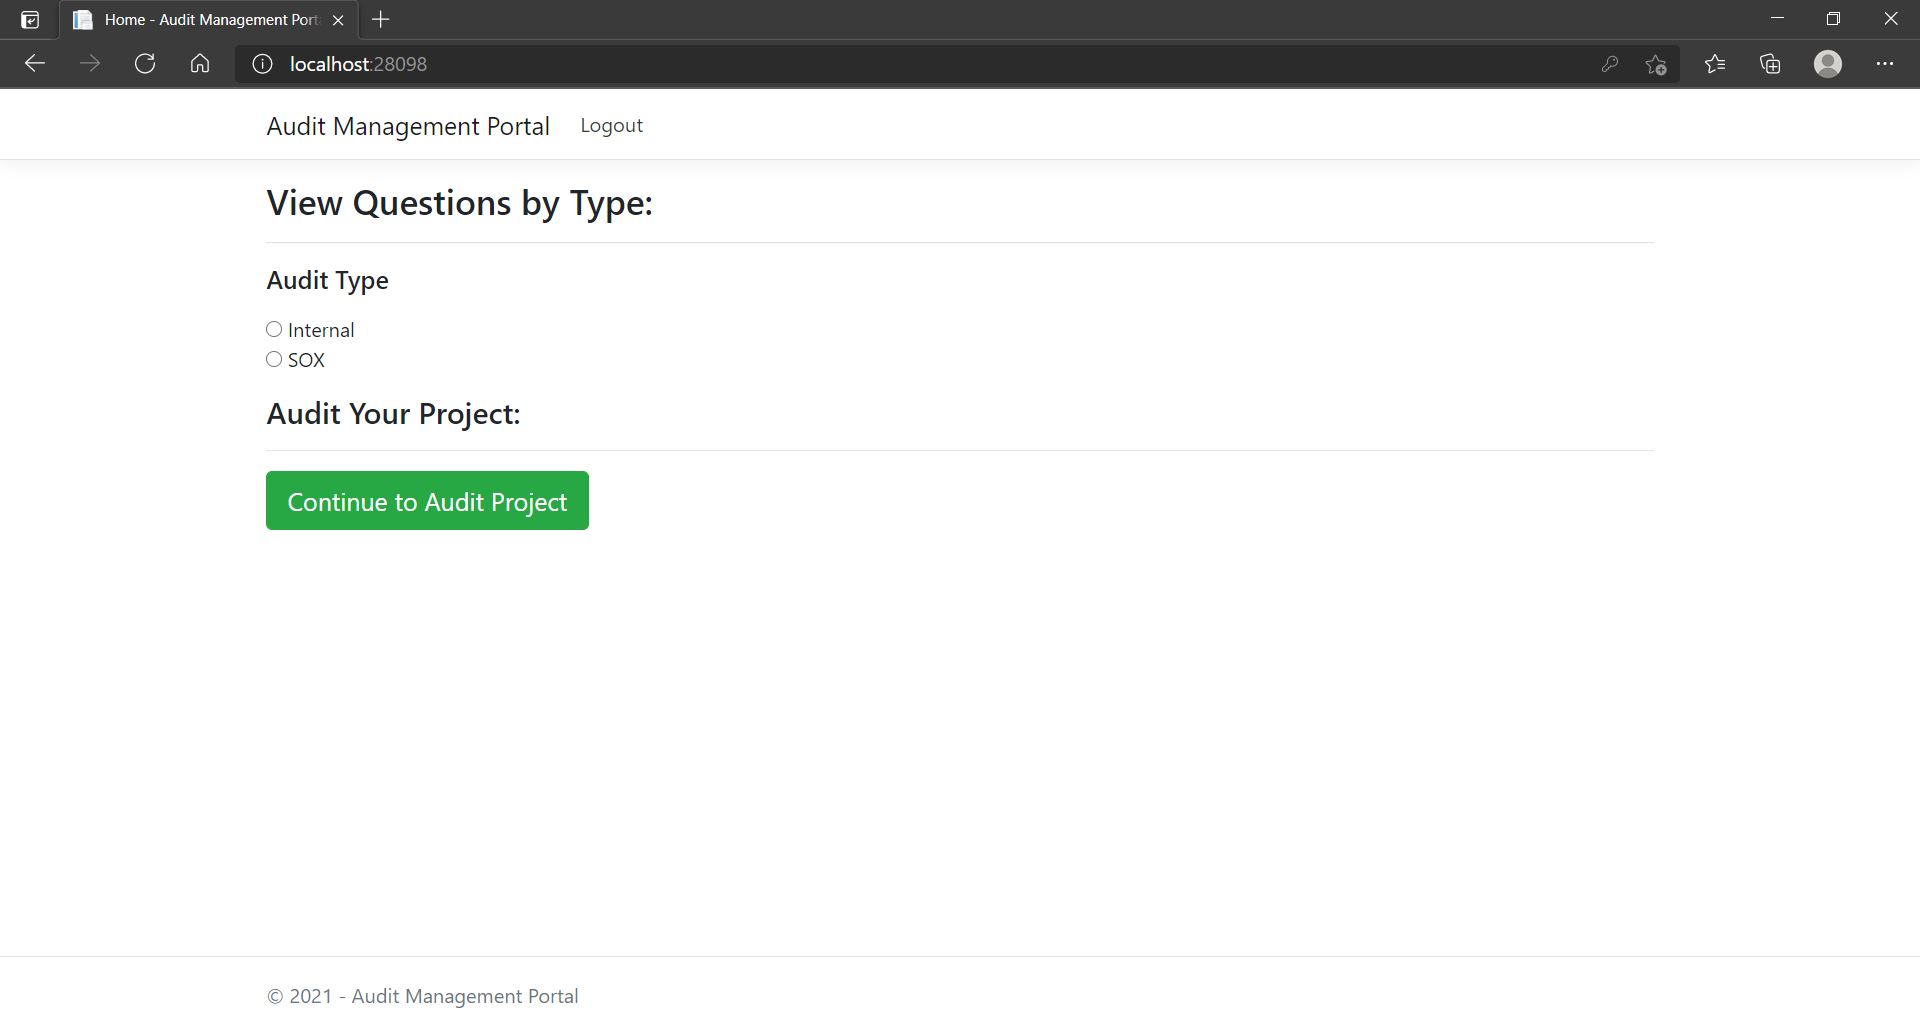 Home - Audit Management Port
localhost:28098
Audit Management Portal Logout
View Questions by Type:
Audit Type
Internal
SOX
Audit Your Project:
Continue to Audit Project
© 2021 - Audit Management Portal